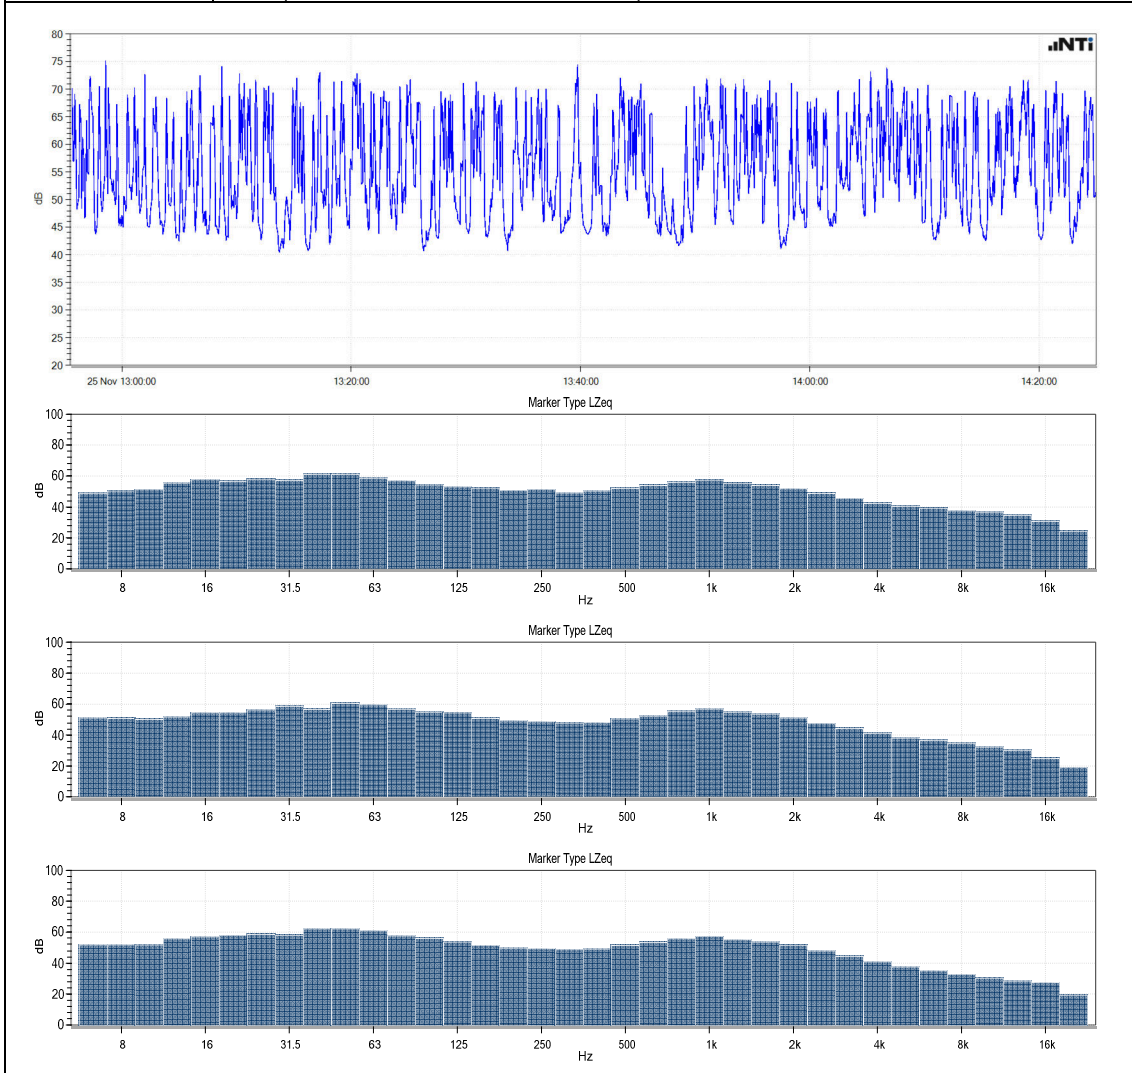 NTi
80
75
70
65
60
55
50
45
40
35
30
25
20
dB
25 Nov 13:00:00 13:20:00 13:40:00 14:00:00 14:20:00
Marker Type LZeq
100
80
60
40
20
0
dB
8 16 31.5 63 125 250 500 1k 2k 4k 8k 16k
Hz
Marker Type LZeq
100
80
60
40
20
0
dB
8 16 31.5 63 125 250 500 1k 2k 4k 8k 16k
Hz
Marker Type LZeq
100
80
60
40
20
0
dB
8 16 31.5 63 125 250 500 1k 2k 4k 8k 16k
Hz